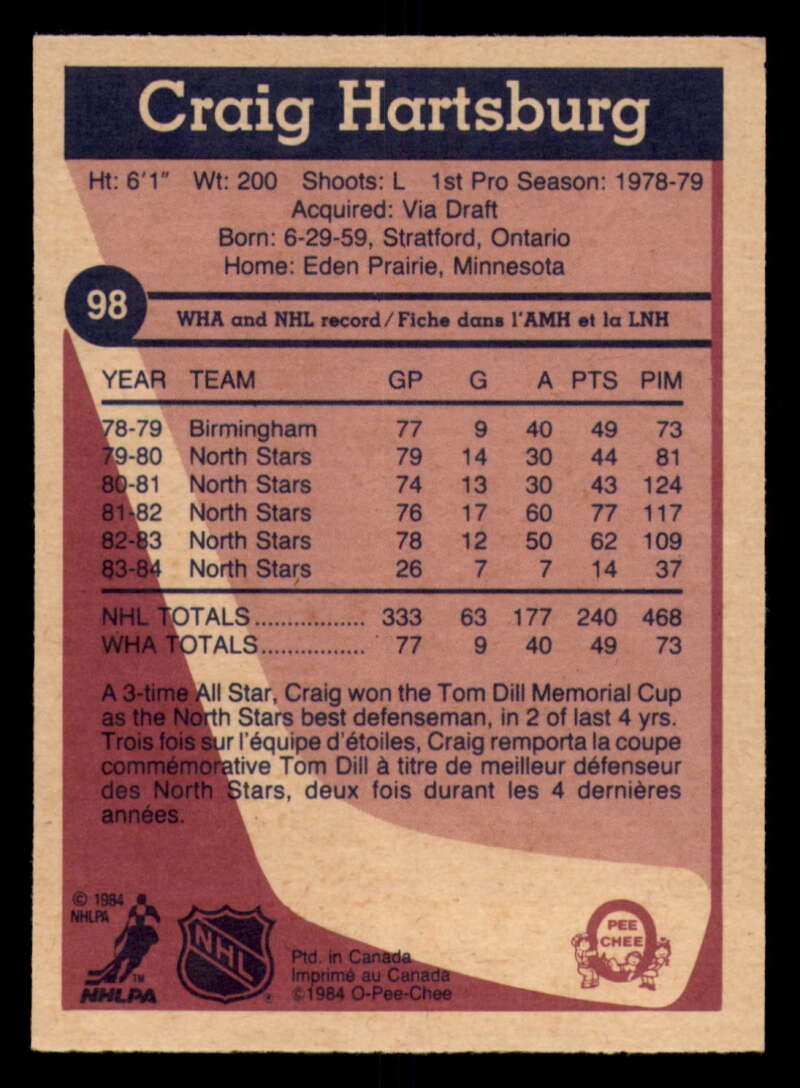 Craig Hartsburg
Ht: 6'1" Wt: 200 Shoots: L 1st Pro Season: 1978-79
Acquired: Via Draft
Born: 6-29-59, Stratford, Ontario
Home: Eden Prairie, Minnesota
98
WHA and NHL record/Fiche dans l'AMH et la LNH
YEAR TEAM GP G A PTS PIM
78-79 Birmingham 77 9 40 49 73
79-80 North Stars 79 14 30 44 81
80-81 North Stars 74 13 30 43 124
81-82 North Stars 76 17 60 77 117
82-83 North Stars 78 12 50 62 109
83-84 North Stars 26 7 7 14 37
NHL TOTALS................. 333 63 177 240 468
WHA TOTALS................ 77 9 40 49 73
A 3-time All Star, Craig won the Tom Dill Memorial Cup
as the North Stars best defenseman, in 2 of last 4 yrs.
Trois fois sur l'équipe d'étoiles, Craig remporta la coupe
commémorative Tom Dill à titre de meilleur défenseur
des North Stars, deux fois durant les 4 dernières
années.
© 1984
NHLPA
TM
NHLPA
NHL
®
Ptd. in Canada
Imprimé au Canada
©1984 O-Pee-Chee
PEE
CHEE